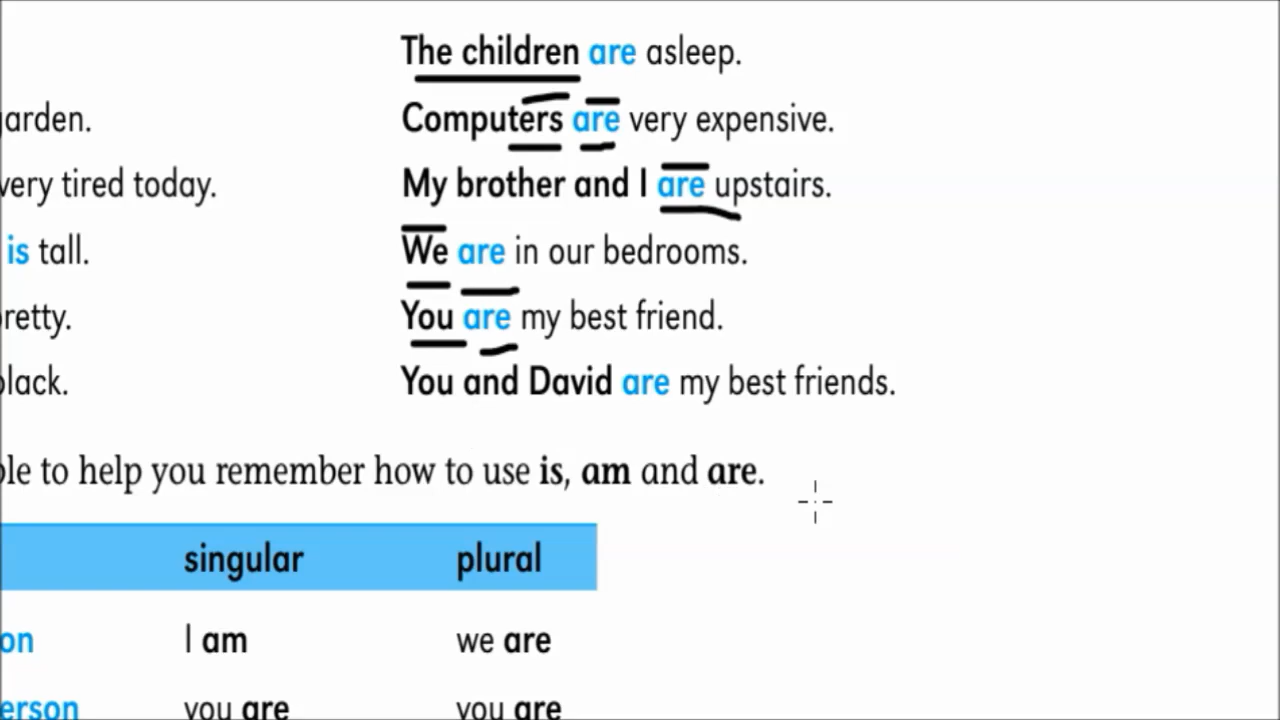 The children are asleep.
arden. Computers are very expensive.
very tired today. My brother and I are upstairs.
is tall. We are in our bedrooms.
retty. You are my best friend.
lack. You and David are my best friends.
le to help you remember how to use is, am and are.
singular plural
on I am we are
erson you are you are